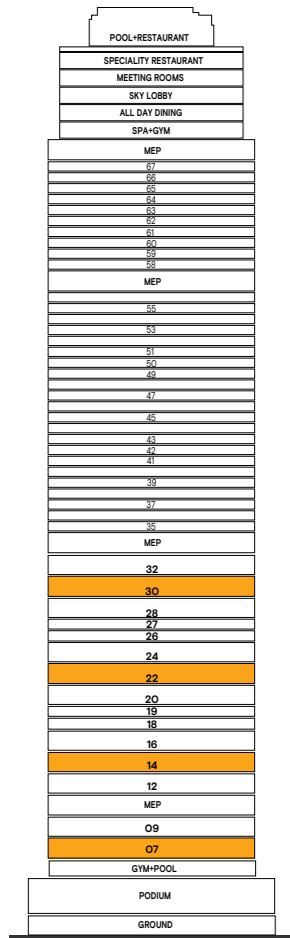 POOL+RESTAURANT
SPECIALITY RESTAURANT
MEETING ROOMS
SKY LOBBY
ALL DAY DINING
SPA+GYM
MEP
67
66
65
64
63
62
61
60
59
58
MEP
55
53
51
50
49
47
45
43
42
41
39
37
35
MEP
32
30
28
27
26
24
22
20
19
18
16
14
12
MEP
09
07
GYM+POOL
PODIUM
GROUND